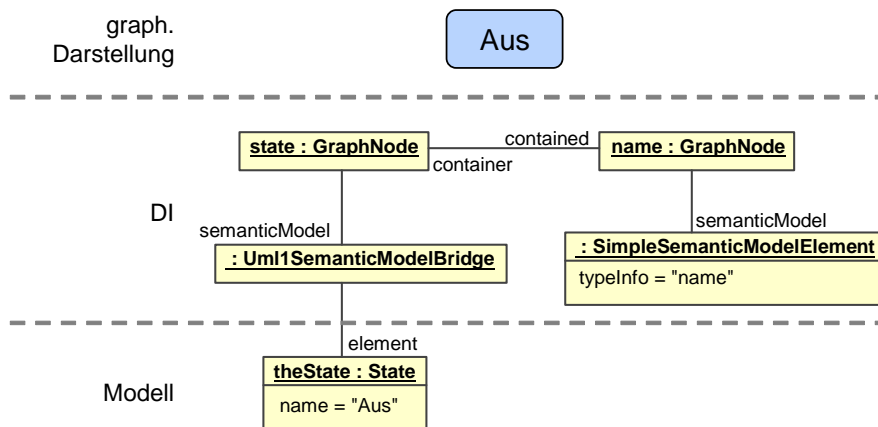 graph.
Darstellung
Aus
contained
state : GraphNode
name : GraphNode
container
DI
semanticModel
semanticModel
: Uml1SemanticModelBridge
: SimpleSemanticModelElement
typeInfo = "name"
element
theState : State
Modell
name = "Aus"